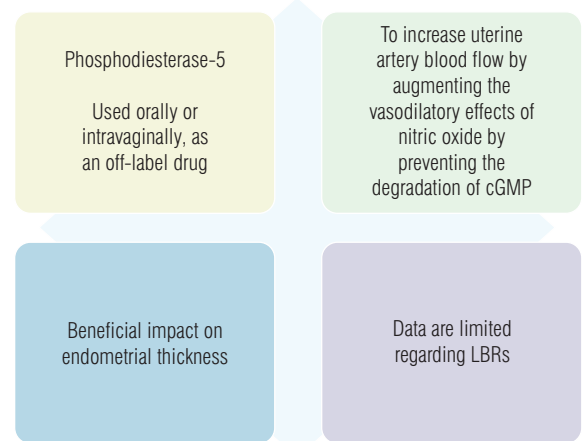 Phosphodiesterase-5
Used orally or
intravaginally, as
an off-label drug
To increase uterine
artery blood flow by
augmenting the
vasodilatory effects of
nitric oxide by
preventing the
degradation of cGMP
Beneficial impact on
endometrial thickness
Data are limited
regarding LBRs